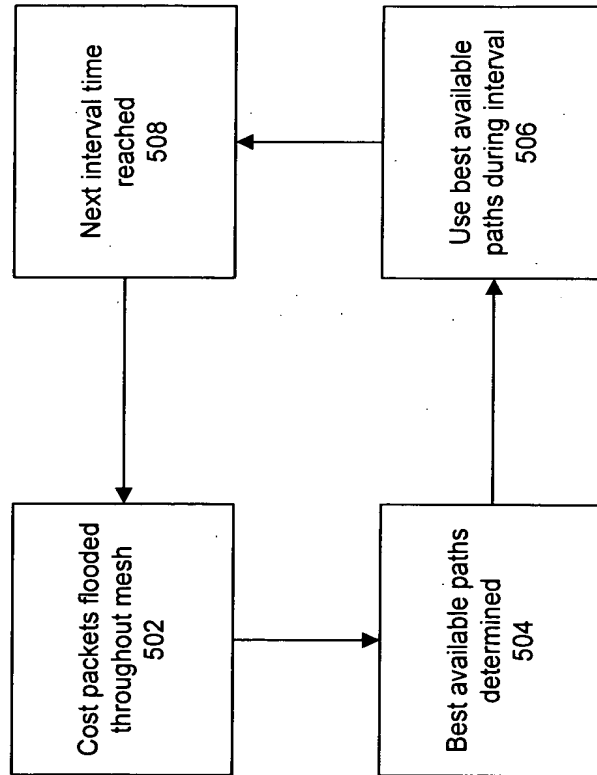 Cost packets flooded
throughout mesh
502
Best available paths
determined
504
Use best available
paths during interval
506
Next interval time
reached
508